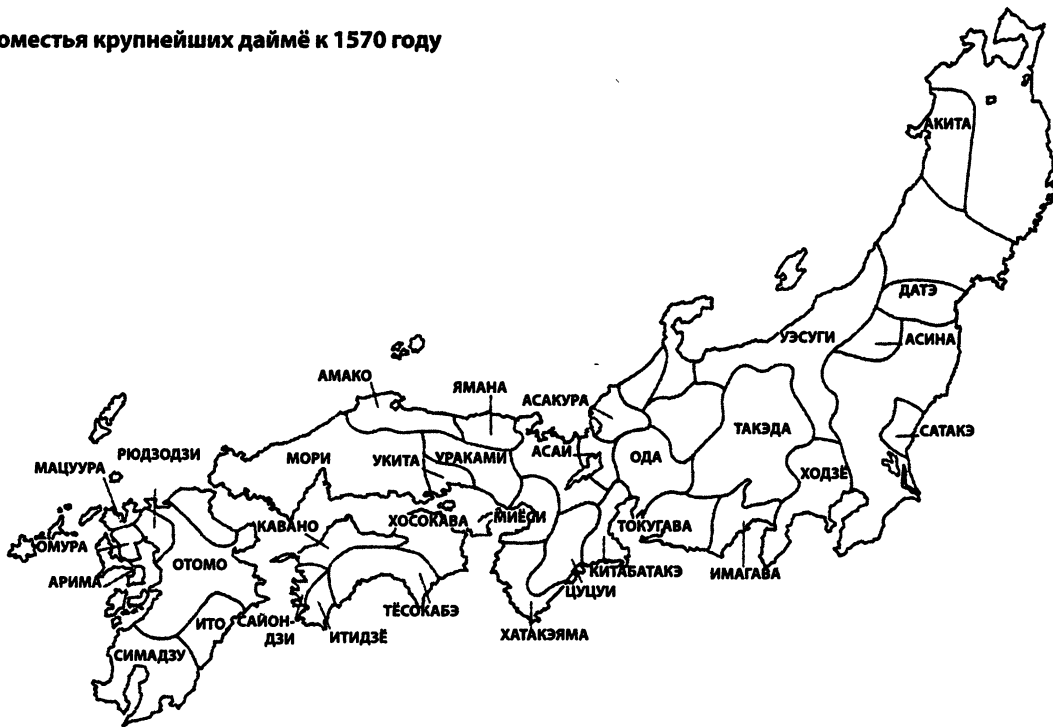 оместья крупнейших даймё к 1570 году
АКИТА
ДАТЭ
УЭСУГИ
АСИНА
АМАКО
ЯМАНА
АСАКУРА
ТАКЭДА
САТАКЭ
РЮДЗОДЗИ
МОРИ
УКИТА
УРАКАМИ
АСАИ
ОДА
МАЦУУРА
ХОДЗЁ
КАВАНО
ХОСОКАВА
МИЁСИ
ТОКУГАВА
ОМУРА
ОТОМО
КИТАБАТАКЭ
ИМАГАВА
АРИМА
ЦУЦУИ
ТЁСОКАБЭ
ИТО
САЙОН-
ДЗИ
ИТИДЗЁ
ХАТАКЭЯМА
СИМАДЗУ